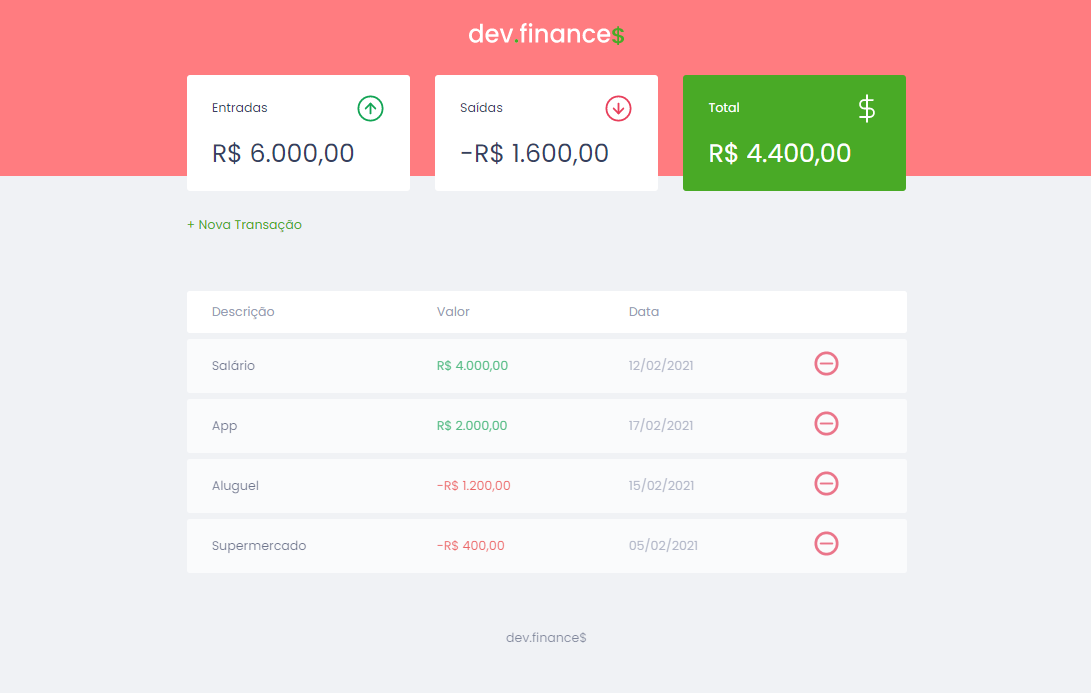 dev.finance$
Entradas
R$ 6.000,00
Saídas
-R$ 1.600,00
Total
$
R$ 4.400,00
+ Nova Transação
Descrição Valor Data
Salário R$ 4.000,00 12/02/2021
App R$ 2.000,00 17/02/2021
Aluguel -R$ 1.200,00 15/02/2021
Supermercado -R$ 400,00 05/02/2021
dev.finance$